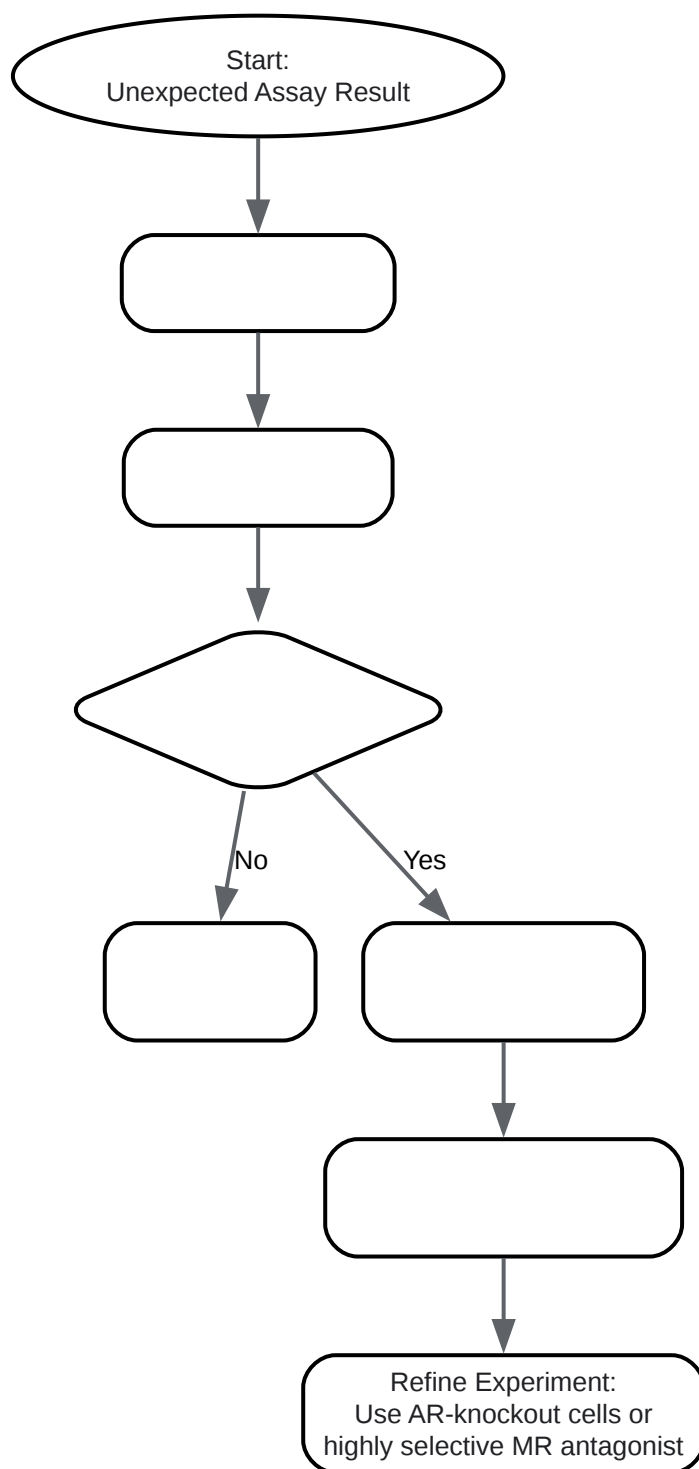 Start:
Unexpected Assay Result
No
Yes
Refine Experiment:
Use AR-knockout cells or
highly selective MR antagonist